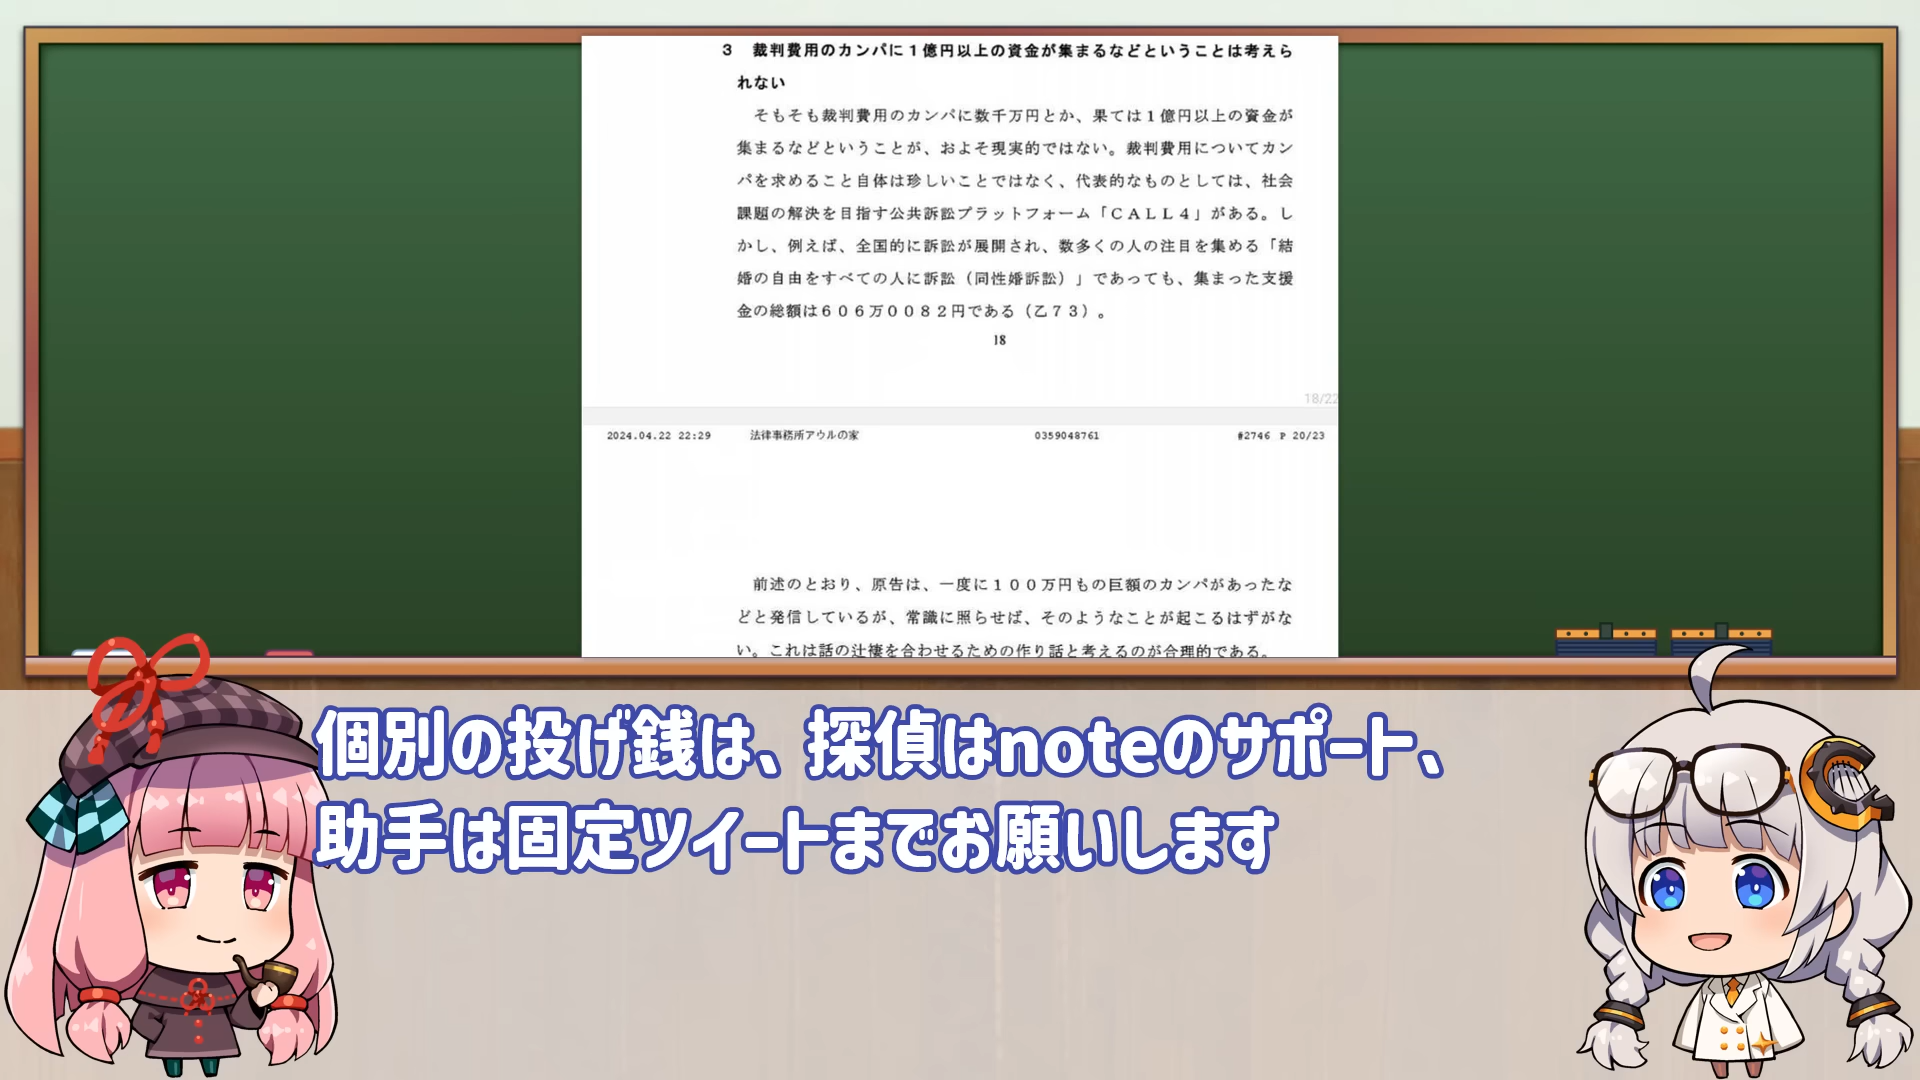 3　裁判費用のカンパに1億円以上の資金が集まるなどということは考えら
れない
そもそも裁判費用のカンパに数千万円とか、果ては1億円以上の資金が
集まるなどということが、およそ現実的ではない。裁判費用についてカン
パを求めること自体は珍しいことではなく、代表的なものとしては、社会
課題の解決を目指す公共訴訟プラットフォーム「CALL4」がある。し
かし、例えば、全国的に訴訟が展開され、数多くの人の注目を集める「結
婚の自由をすべての人に訴訟(同性婚訴訟)」であっても、集まった支援
金の総額は606万0082円である(乙73)。
18
18/22
2024.04.22 22:29　法律事務所アウルの家　0359048761　#2746 P 20/23
前述のとおり、原告は、一度に100万円もの巨額のカンパがあったな
どと発信しているが、常識に照らせば、そのようなことが起こるはずがな
い。これは話の辻褄を合わせるための作り話と考えるのが合理的である。
個別の投げ銭は、探偵はnoteのサポート、
助手は固定ツイートまでお願いします